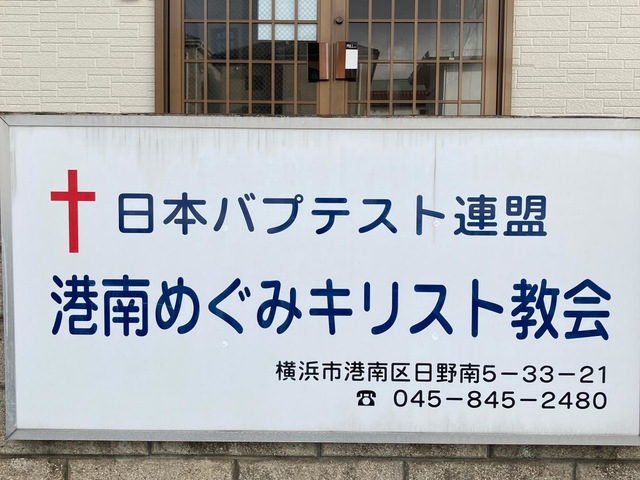 日本バプテスト連盟
港南めぐみキリスト教会
横浜市港南区日野南5−33−21
☎ 045−845−2480